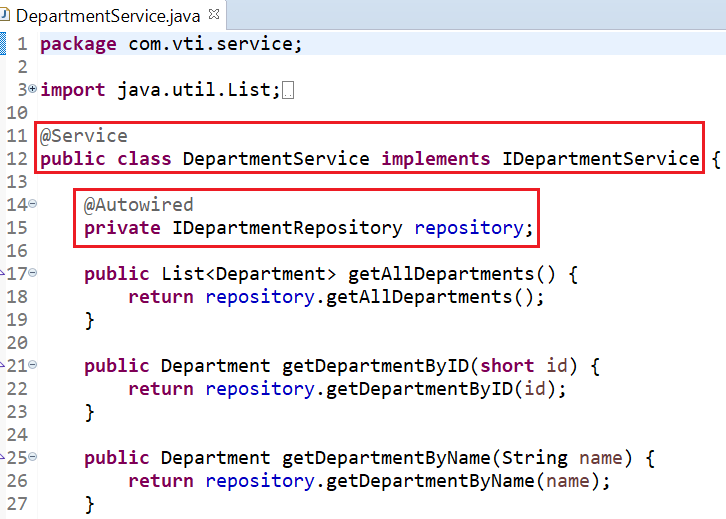 DepartmentService.java
1 package com.vti.service;
2
3 import java.util.List;
10
11 @Service
12 public class DepartmentService implements IDepartmentService {
13
14 @Autowired
15 private IDepartmentRepository repository;
16
17 public List<Department> getAllDepartments() {
18 return repository.getAllDepartments();
19 }
20
21 public Department getDepartmentByID(short id) {
22 return repository.getDepartmentByID(id);
23 }
24
25 public Department getDepartmentByName(String name) {
26 return repository.getDepartmentByName(name);
27 }